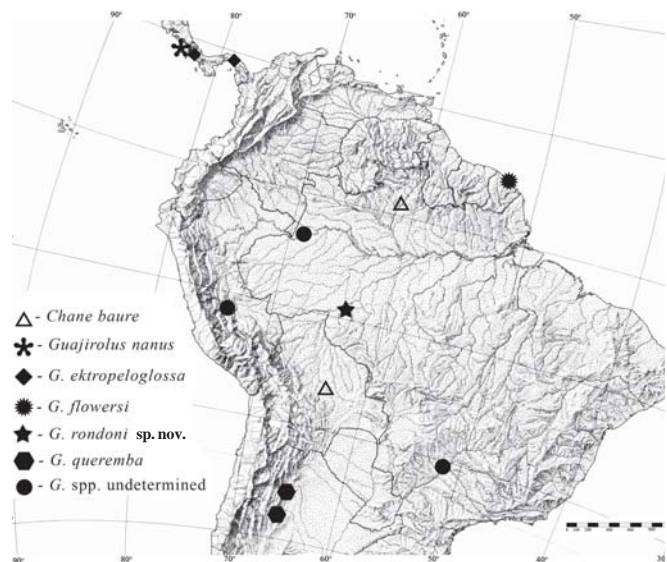 90°
80°
70°
60°
50°
- Chane baure
- Guajirolus nanus
- G. ektropeloglossa
- G. flowersi
- G. rondoni sp. nov.
- G. queremba
- G. spp. undetermined
90°
80°
70°
60°
50°
40°
30°